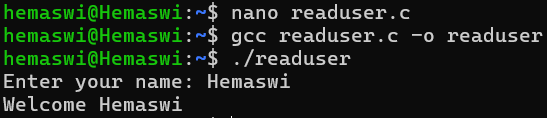 hemaswi@Hemaswi:~$ nano readuser.c
hemaswi@Hemaswi:~$ gcc readuser.c -o readuser
hemaswi@Hemaswi:~$ ./readuser
Enter your name: Hemaswi
Welcome Hemaswi